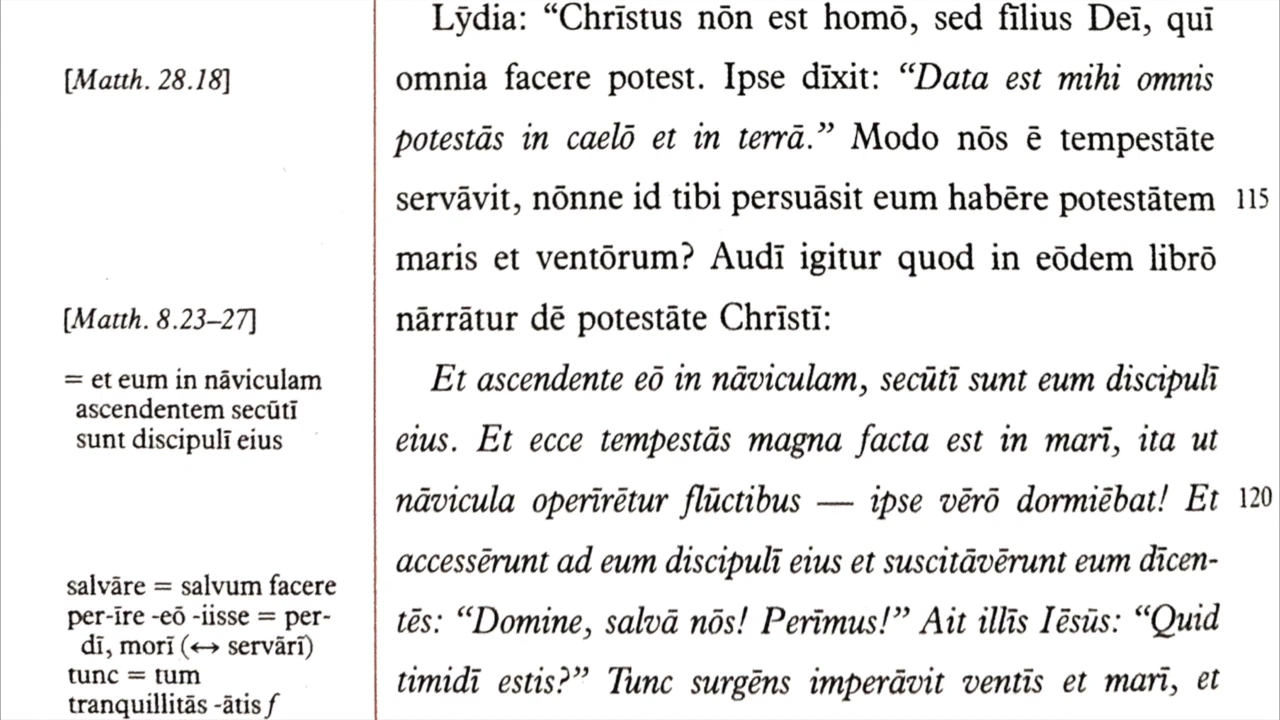 Lȳdia: “Chrīstus nōn est homō, sed fīlius Deī, quī
[Matth. 28.18]
omnia facere potest. Ipse dīxit: “Data est mihi omnis
potestās in caelō et in terrā.” Modo nōs ē tempestāte
servāvit, nōnne id tibi persuāsit eum habēre potestātem 115
maris et ventōrum? Audī igitur quod in eōdem librō
[Matth. 8.23–27]
nārrātur dē potestāte Chrīstī:
= et eum in nāviculam
ascendentem secūtī
sunt discipulī eius
Et ascendente eō in nāviculam, secūtī sunt eum discipulī
eius. Et ecce tempestās magna facta est in marī, ita ut
nāvicula operīrētur flūctibus — ipse vērō dormiēbat! Et 120
accessērunt ad eum discipulī eius et suscitāvērunt eum dīcen-
salvāre = salvum facere
per-īre -eō -iisse = per-
dī, morī (↔ servārī)
tunc = tum
tranquillitās -ātis f
tēs: “Domine, salvā nōs! Perīmus!” Ait illīs Iēsūs: “Quid
timidī estis?” Tunc surgēns imperāvit ventīs et marī, et